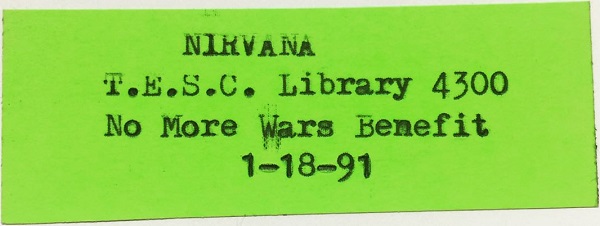 NIRVANA
T.E.S.C. Library 4300
No More Wars Benefit
1-18-91